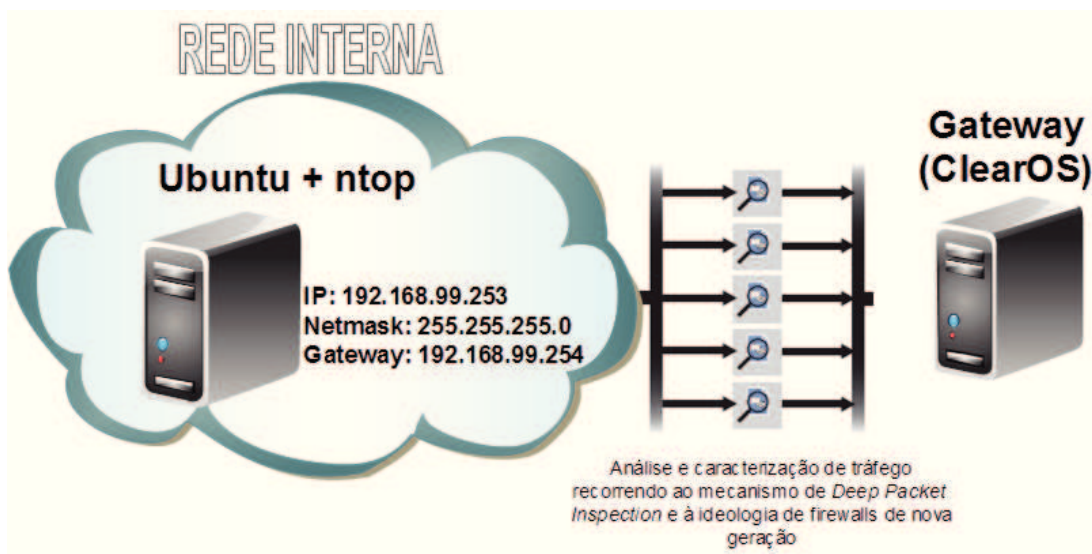 REDE INTERNA
Ubuntu + ntop
IP: 192.168.99.253
Netmask: 255.255.255.0
Gateway: 192.168.99.254
Gateway
(ClearOS)
Análise e caracterização de tráfego
recorrendo ao mecanismo de Deep Packet
Inspection e à ideologia de firewalls de nova
geração